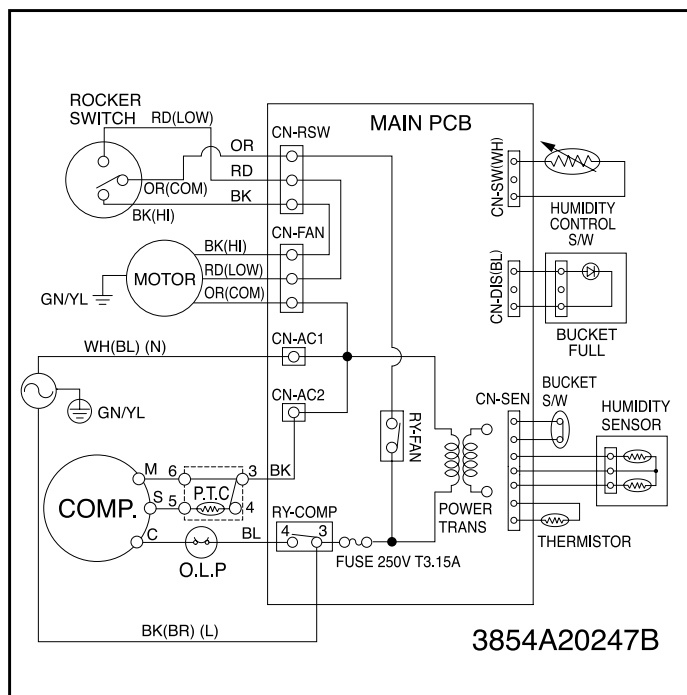 ROCKER
SWITCH
RD(LOW)
OR(COM)
BK(HI)
OR
RD
BK
CN-RSW
MAIN PCB
CN-SW(WH)
HUMIDITY
CONTROL
S/W
CN-FAN
BK(HI)
RD(LOW)
OR(COM)
MOTOR
GN/YL
CN-DIS(BL)
BUCKET
FULL
WH(BL) (N)
CN-AC1
CN-AC2
GN/YL
CN-SEN
BUCKET
S/W
HUMIDITY
SENSOR
RY-FAN
POWER
TRANS
THERMISTOR
COMP.
M 6
3
BK
P.T.C
S 5
4
C
BL
O.L.P
RY-COMP
4 3
FUSE 250V T3.15A
BK(BR) (L)
3854A20247B